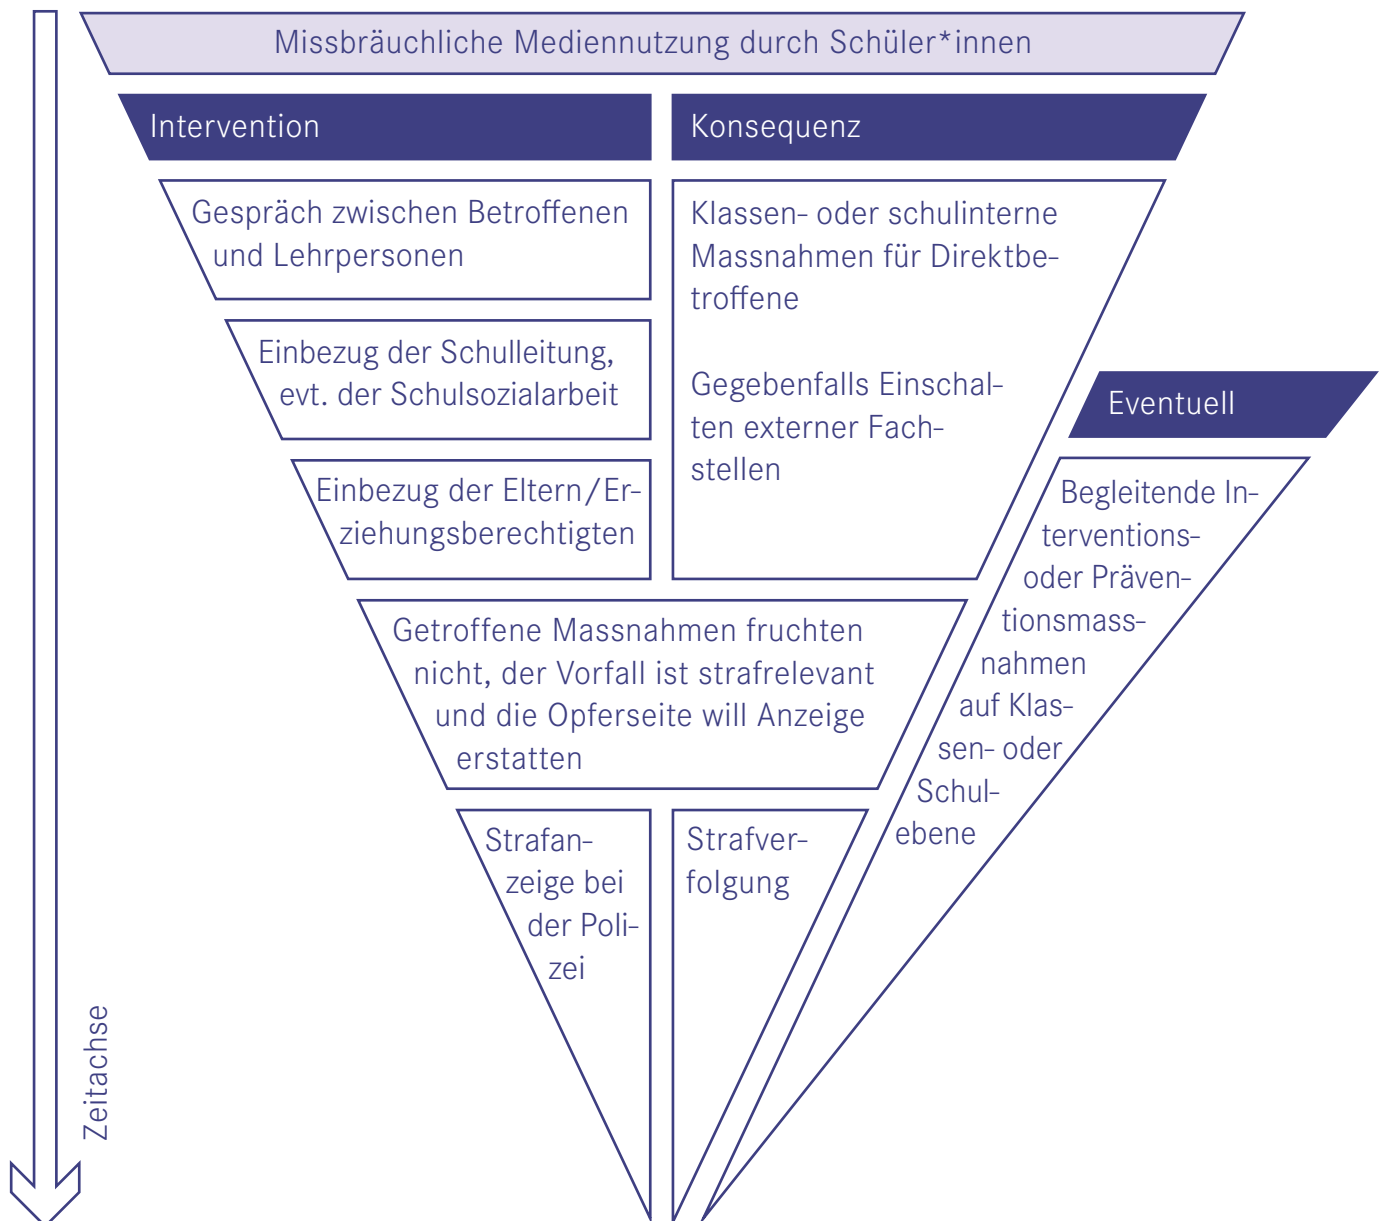 Missbräuchliche Mediennutzung durch Schüler*innen
Intervention
Konsequenz
Gespräch zwischen Betroffenen
und Lehrpersonen
Einbezug der Schulleitung,
evt. der Schulsozialarbeit
Einbezug der Eltern/Er-
ziehungsberechtigten
Klassen- oder schulinterne
Massnahmen für Direktbe-
troffene
Gegebenfalls Einschal-
ten externer Fach-
stellen
Eventuell
Begleitende In-
terventions-
oder Präven-
tionsmass-
nahmen
auf Klas-
sen- oder
Schul-
ebene
Getroffene Massnahmen fruchten
nicht, der Vorfall ist strafrelevant
und die Opferseite will Anzeige
erstatten
Strafan-
zeige bei
der Poli-
zei
Strafver-
folgung
Zeitachse